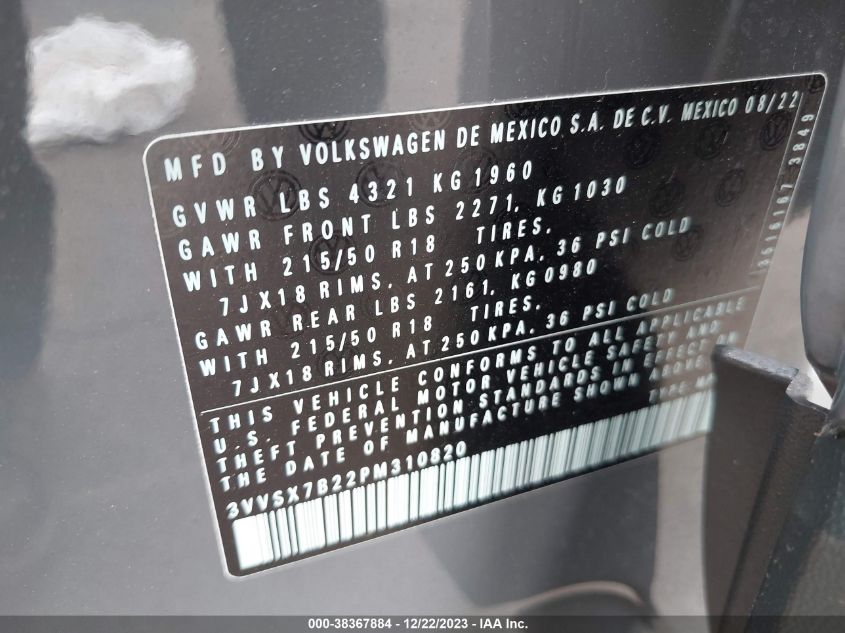 MFD BY VOLKSWAGEN DE MEXICO S.A. DE C.V. MEXICO 08/22
GVWR LBS 4321 KG 1960
GAWR FRONT LBS 2271, KG 1030
WITH 215/50 R18 TIRES,
7JX18 RIMS, AT 250 KPA, 36 PSI COLD
GAWR REAR LBS 2161, KG 0980
WITH 215/50 R18 TIRES,
7JX18 RIMS, AT 250 KPA, 36 PSI COLD
THIS VEHICLE CONFORMS TO ALL APPLICABLE
U.S. FEDERAL MOTOR VEHICLE SAFETY AND
THEFT PREVENTION STANDARDS IN EFFECT ON
THE DATE OF MANUFACTURE SHOWN ABOVE
3VVSX7B22PM310820 TYPE:
3616167 3849
000-38367884 - 12/22/2023 - IAA Inc.